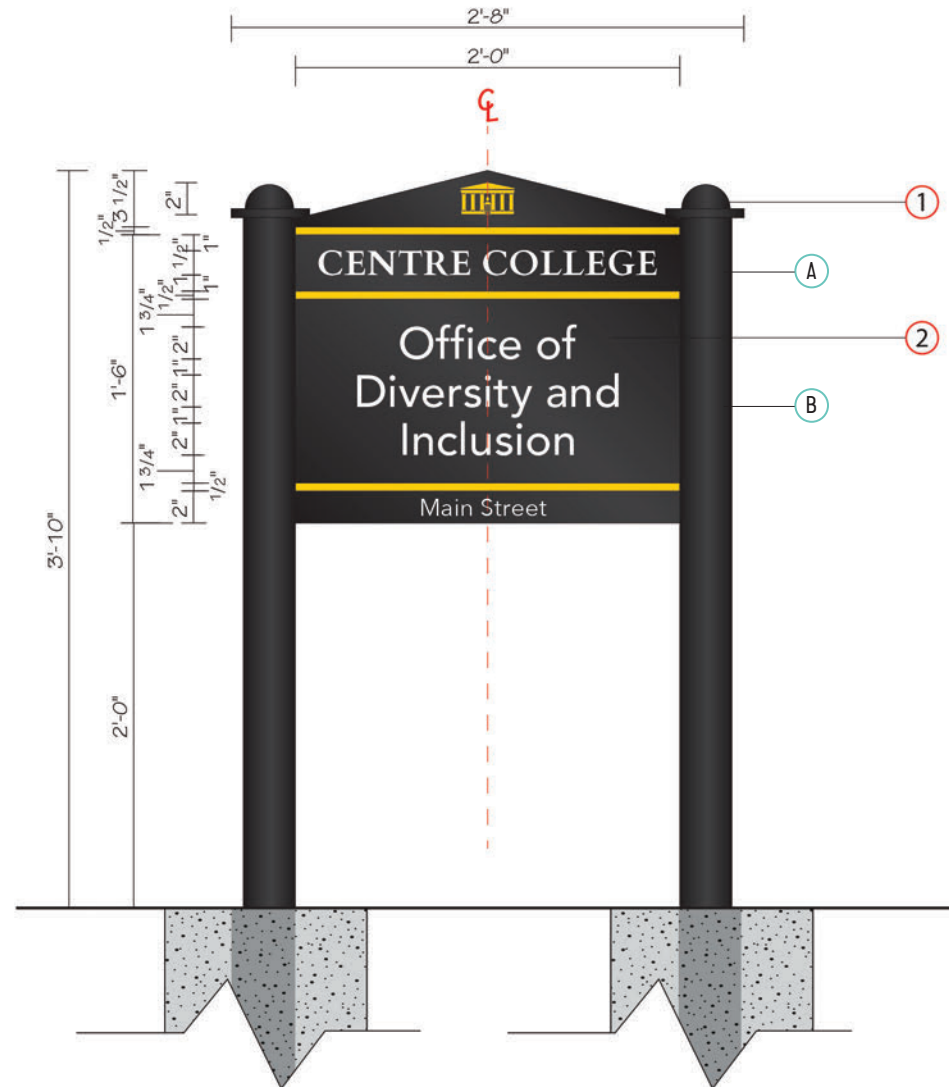 2'-8"
2'-0"
CL
3 1/2"
2"
1/2"
1"
1 1/2"
1"
1/2"
1 3/4"
2"
1"
2"
1"
2"
1 3/4"
1/2"
2"
1'-6"
3'-10"
2'-0"
CENTRE COLLEGE
Office of
Diversity and
Inclusion
Main Street
1
A
2
B